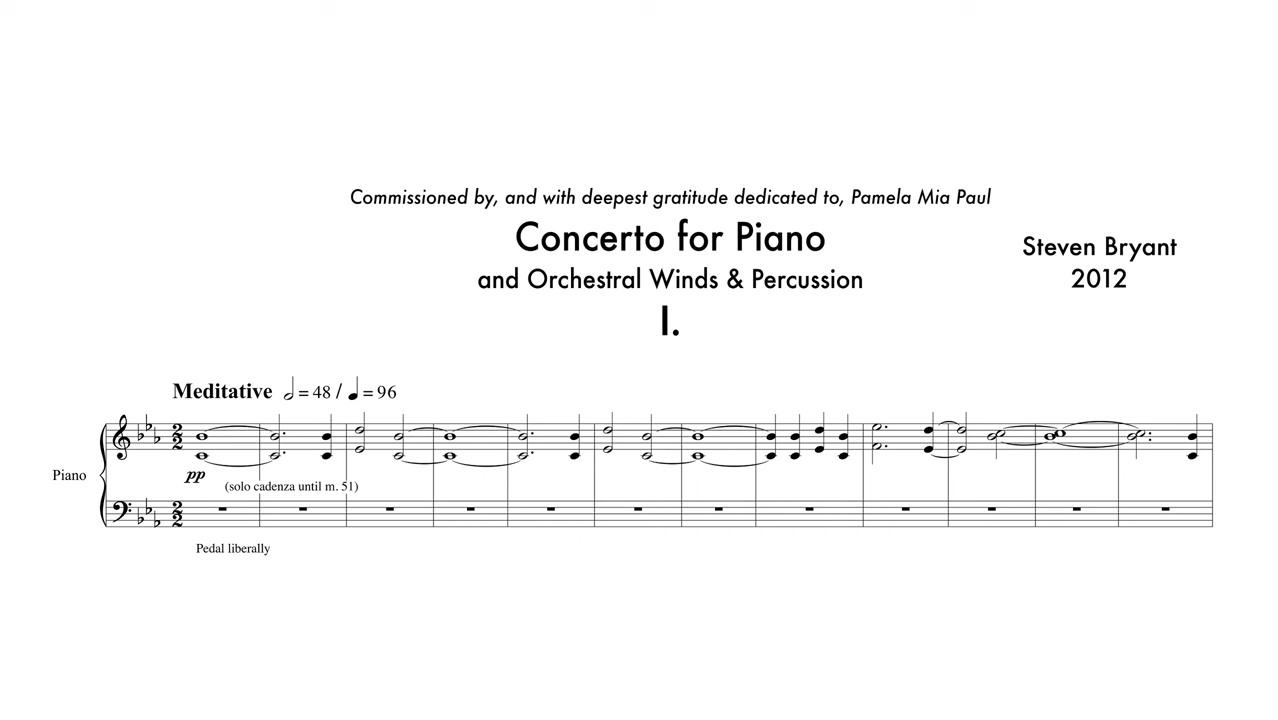 Commissioned by, and with deepest gratitude dedicated to, Pamela Mia Paul
Concerto for Piano
and Orchestral Winds & Percussion
I.
Steven Bryant
2012
Meditative 𝅗𝅥 = 48 / ♩ = 96
Piano
pp
(solo cadenza until m. 51)
Pedal liberally